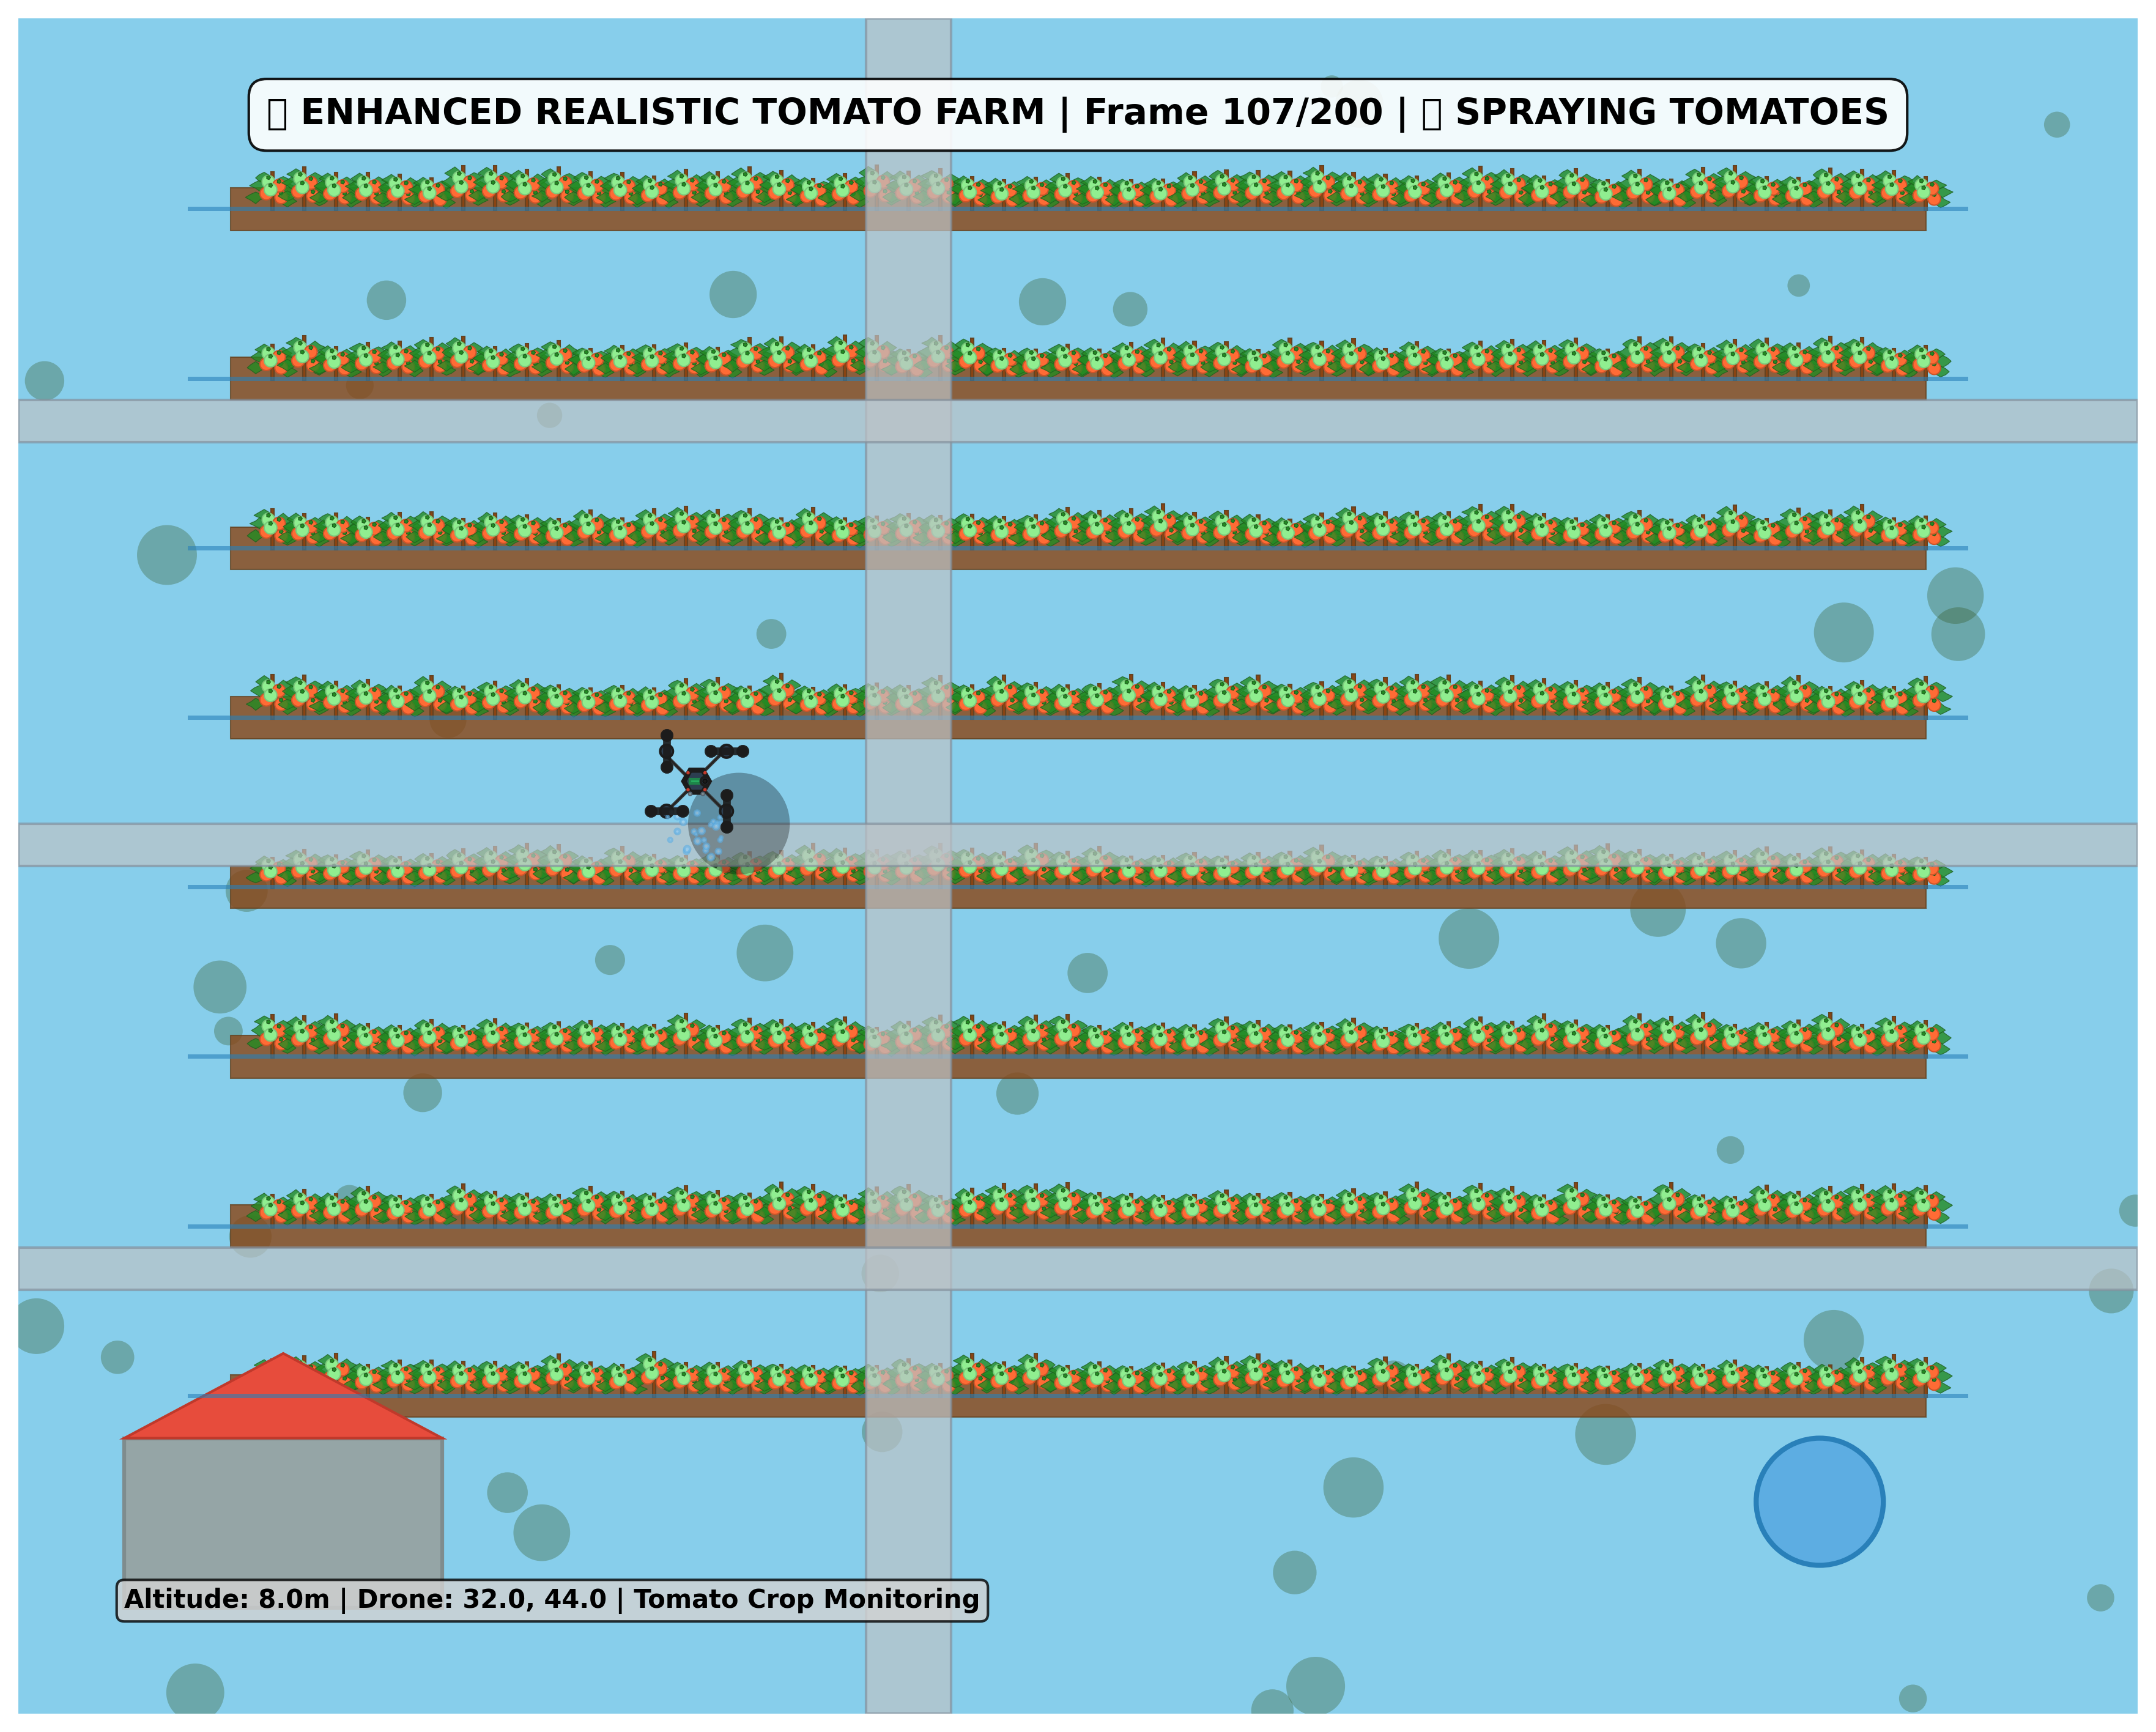 ▯ ENHANCED REALISTIC TOMATO FARM | Frame 107/200 | ▯ SPRAYING TOMATOES
Altitude: 8.0m | Drone: 32.0, 44.0 | Tomato Crop Monitoring